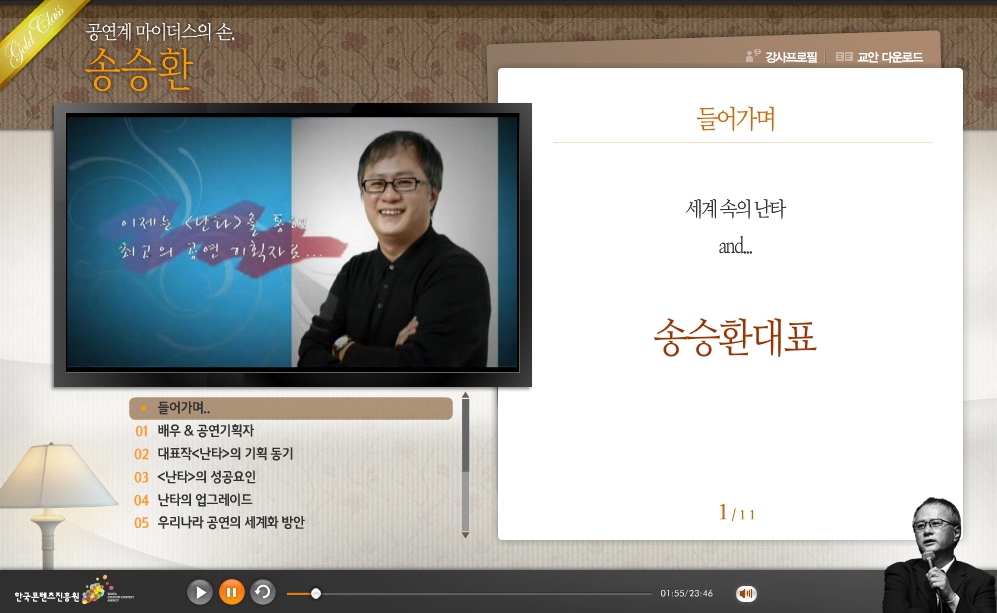 Gold Class
공연계 마이더스의 손,
송승환
강사프로필
교안 다운로드
이제는 <난타>를 통해
최고의 공연 기획자로...
들어가며
세계 속의 난타
and...
송승환대표
1/11
들어가며..
01 배우 & 공연기획자
02 대표작<난타>의 기획 동기
03 <난타>의 성공요인
04 난타의 업그레이드
05 우리나라 공연의 세계화 방안
한국콘텐츠진흥원
KOREA
CREATIVE CONTENT
AGENCY
01:55/23:46